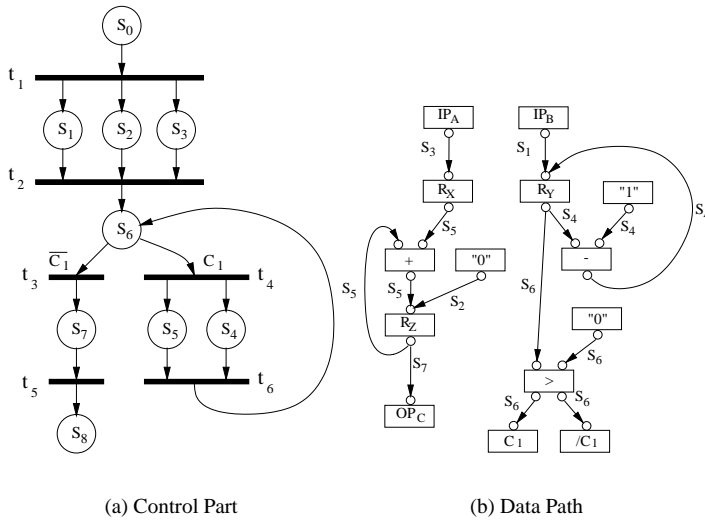 S0
t1
S1 S2 S3
t2
S6
C̅1 C1
t3 t4
S7 S5 S4
t5 t6
S8
(a) Control Part
IPA IPB
S3 S1
RX RY "1"
S5 S4 S4
+ "0" -
S5 S5 S2 S6
RZ "0"
S7 S6
>
S6 S6
OPC C1 /C1
(b) Data Path